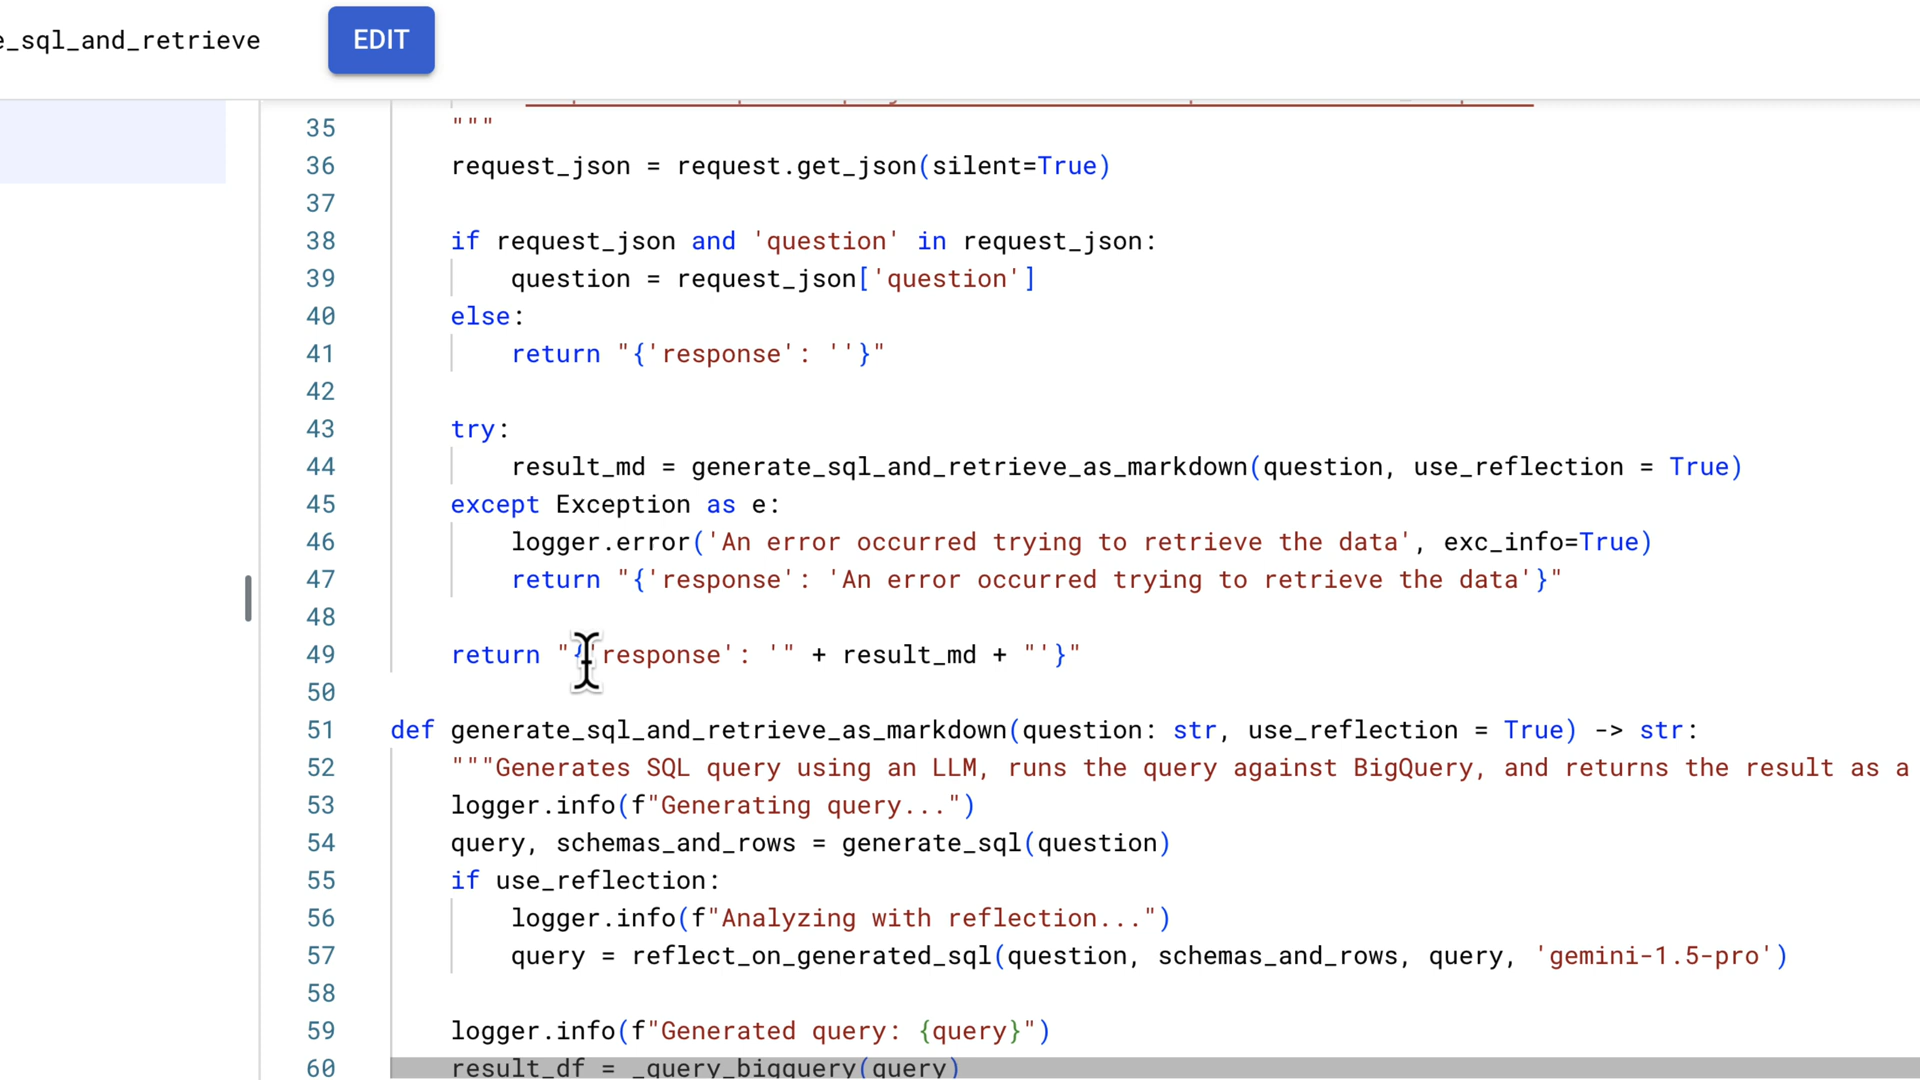 e_sql_and_retrieve
EDIT
35 """
36 request_json = request.get_json(silent=True)
37
38 if request_json and 'question' in request_json:
39 question = request_json['question']
40 else:
41 return "{'response': ''}"
42
43 try:
44 result_md = generate_sql_and_retrieve_as_markdown(question, use_reflection = True)
45 except Exception as e:
46 logger.error('An error occurred trying to retrieve the data', exc_info=True)
47 return "{'response': 'An error occurred trying to retrieve the data'}"
48
49 return "{'response': '" + result_md + "'}"
50
51 def generate_sql_and_retrieve_as_markdown(question: str, use_reflection = True) -> str:
52 """Generates SQL query using an LLM, runs the query against BigQuery, and returns the result as a
53 logger.info(f"Generating query...")
54 query, schemas_and_rows = generate_sql(question)
55 if use_reflection:
56 logger.info(f"Analyzing with reflection...")
57 query = reflect_on_generated_sql(question, schemas_and_rows, query, 'gemini-1.5-pro')
58
59 logger.info(f"Generated query: {query}")
60 result_df = _query_bigquery(query)